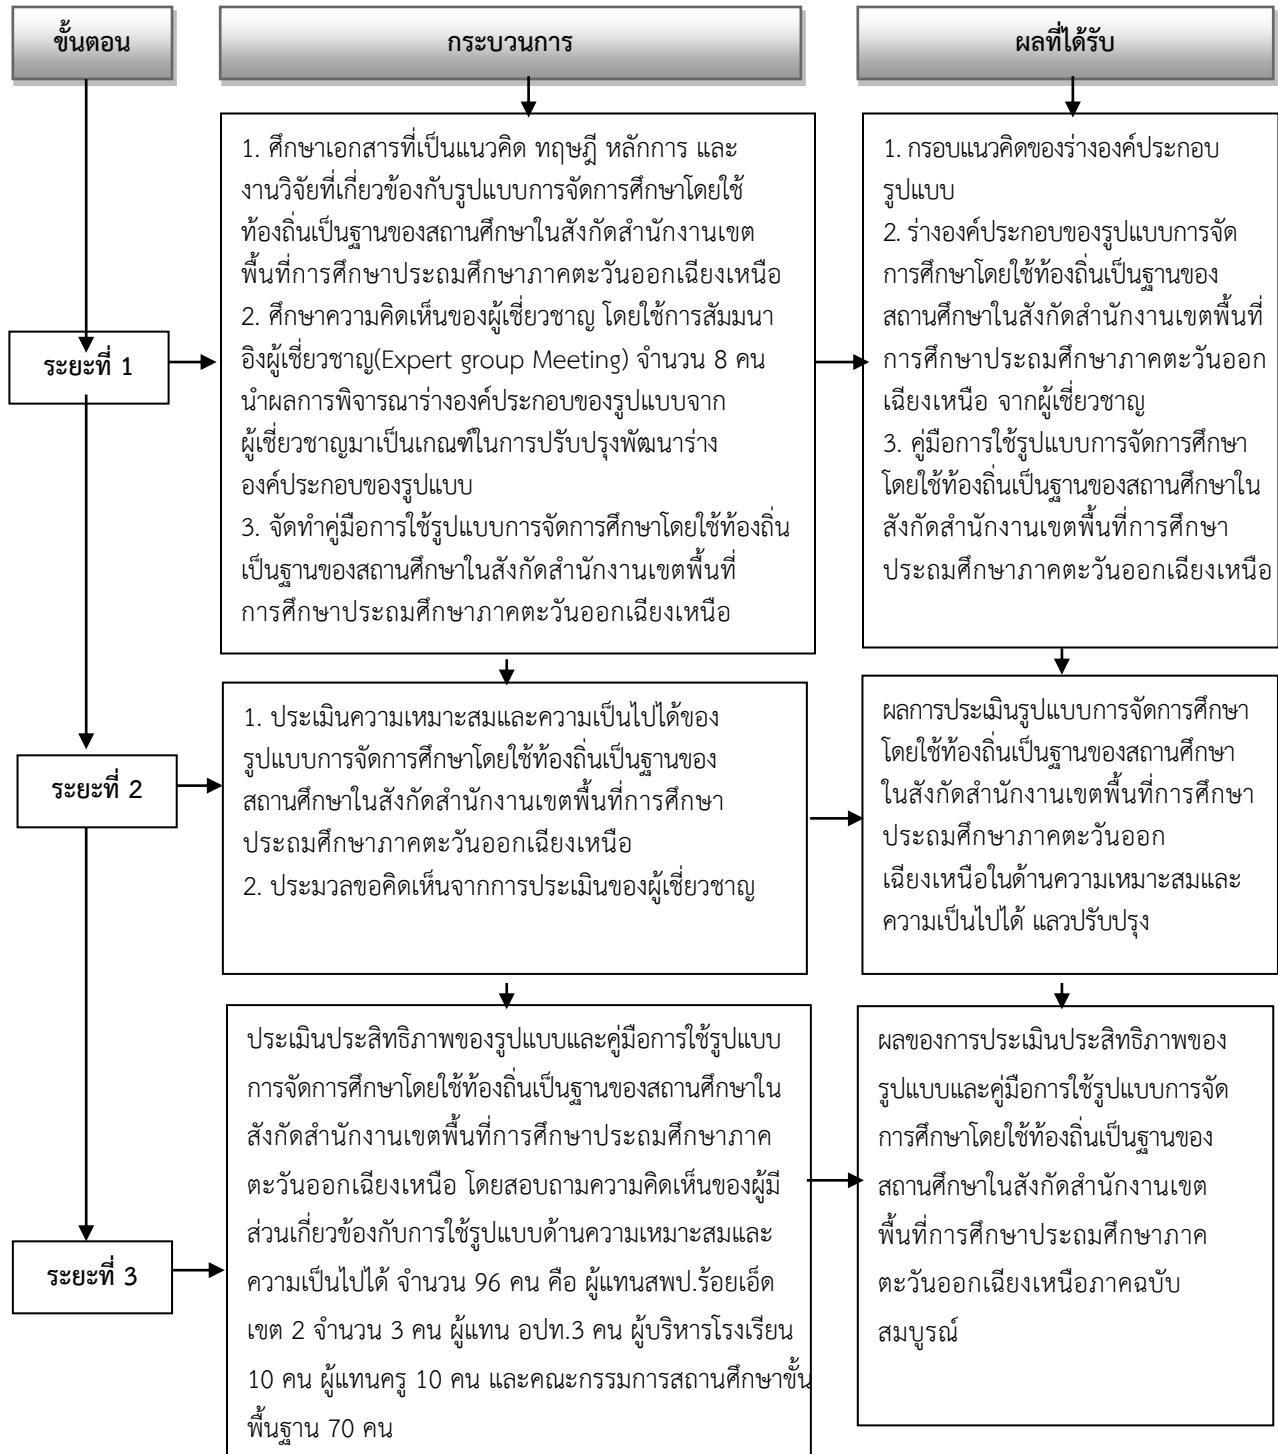 ขั้นตอน
กระบวนการ
ผลที่ได้รับ
ระยะที่ 1
1. ศึกษาเอกสารที่เป็นแนวคิด ทฤษฎี หลักการ และ
งานวิจัยที่เกี่ยวข้องกับรูปแบบการจัดการศึกษาโดยใช้
ท้องถิ่นเป็นฐานของสถานศึกษาในสังกัดสำนักงานเขต
พื้นที่การศึกษาประถมศึกษาภาคตะวันออกเฉียงเหนือ
2. ศึกษาความคิดเห็นของผู้เชี่ยวชาญ โดยใช้การสัมมนา
อิงผู้เชี่ยวชาญ(Expert group Meeting) จำนวน 8 คน
นำผลการพิจารณาร่างองค์ประกอบของรูปแบบจาก
ผู้เชี่ยวชาญมาเป็นเกณฑ์ในการปรับปรุงพัฒนาร่าง
องค์ประกอบของรูปแบบ
3. จัดทำคู่มือการใช้รูปแบบการจัดการศึกษาโดยใช้ท้องถิ่น
เป็นฐานของสถานศึกษาในสังกัดสำนักงานเขตพื้นที่
การศึกษาประถมศึกษาภาคตะวันออกเฉียงเหนือ
1. กรอบแนวคิดของร่างองค์ประกอบ
รูปแบบ
2. ร่างองค์ประกอบของรูปแบบการจัด
การศึกษาโดยใช้ท้องถิ่นเป็นฐานของ
สถานศึกษาในสังกัดสำนักงานเขตพื้นที่
การศึกษาประถมศึกษาภาคตะวันออก
เฉียงเหนือ จากผู้เชี่ยวชาญ
3. คู่มือการใช้รูปแบบการจัดการศึกษา
โดยใช้ท้องถิ่นเป็นฐานของสถานศึกษาใน
สังกัดสำนักงานเขตพื้นที่การศึกษา
ประถมศึกษาภาคตะวันออกเฉียงเหนือ
ระยะที่ 2
1. ประเมินความเหมาะสมและความเป็นไปได้ของ
รูปแบบการจัดการศึกษาโดยใช้ท้องถิ่นเป็นฐานของ
สถานศึกษาในสังกัดสำนักงานเขตพื้นที่การศึกษา
ประถมศึกษาภาคตะวันออกเฉียงเหนือ
2. ประมวลขอคิดเห็นจากการประเมินของผู้เชี่ยวชาญ
ผลการประเมินรูปแบบการจัดการศึกษา
โดยใช้ท้องถิ่นเป็นฐานของสถานศึกษา
ในสังกัดสำนักงานเขตพื้นที่การศึกษา
ประถมศึกษาภาคตะวันออก
เฉียงเหนือในด้านความเหมาะสมและ
ความเป็นไปได้ แลวปรับปรุง
ระยะที่ 3
ประเมินประสิทธิภาพของรูปแบบและคู่มือการใช้รูปแบบ
การจัดการศึกษาโดยใช้ท้องถิ่นเป็นฐานของสถานศึกษาใน
สังกัดสำนักงานเขตพื้นที่การศึกษาประถมศึกษาภาค
ตะวันออกเฉียงเหนือ โดยสอบถามความคิดเห็นของผู้มี
ส่วนเกี่ยวข้องกับการใช้รูปแบบด้านความเหมาะสมและ
ความเป็นไปได้ จำนวน 96 คน คือ ผู้แทนสพป.ร้อยเอ็ด
เขต 2 จำนวน 3 คน ผู้แทน อปท.3 คน ผู้บริหารโรงเรียน
10 คน ผู้แทนครู 10 คน และคณะกรรมการสถานศึกษาขั้น
พื้นฐาน 70 คน
ผลของการประเมินประสิทธิภาพของ
รูปแบบและคู่มือการใช้รูปแบบการจัด
การศึกษาโดยใช้ท้องถิ่นเป็นฐานของ
สถานศึกษาในสังกัดสำนักงานเขต
พื้นที่การศึกษาประถมศึกษาภาค
ตะวันออกเฉียงเหนือภาคฉบับ
สมบูรณ์